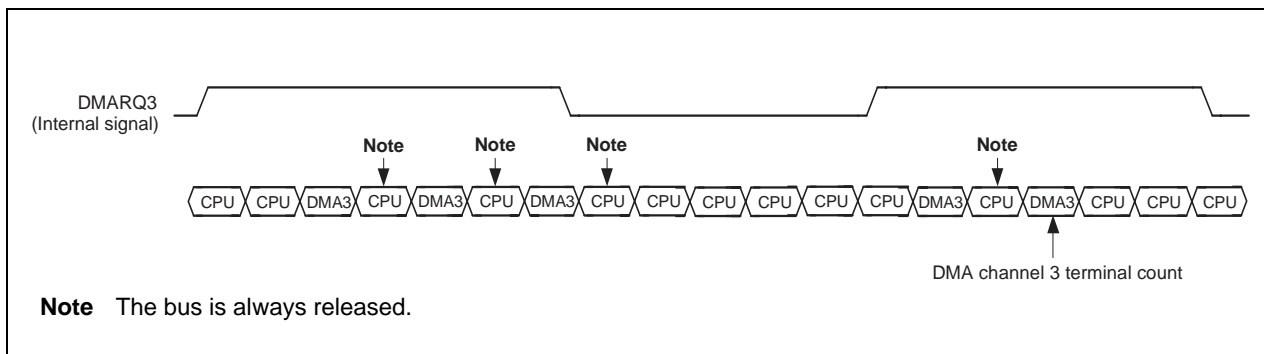 DMARQ3
(Internal signal)
Note Note Note Note
CPU CPU DMA3 CPU DMA3 CPU DMA3 CPU CPU CPU CPU CPU CPU DMA3 CPU DMA3 CPU CPU CPU
DMA channel 3 terminal count
Note The bus is always released.